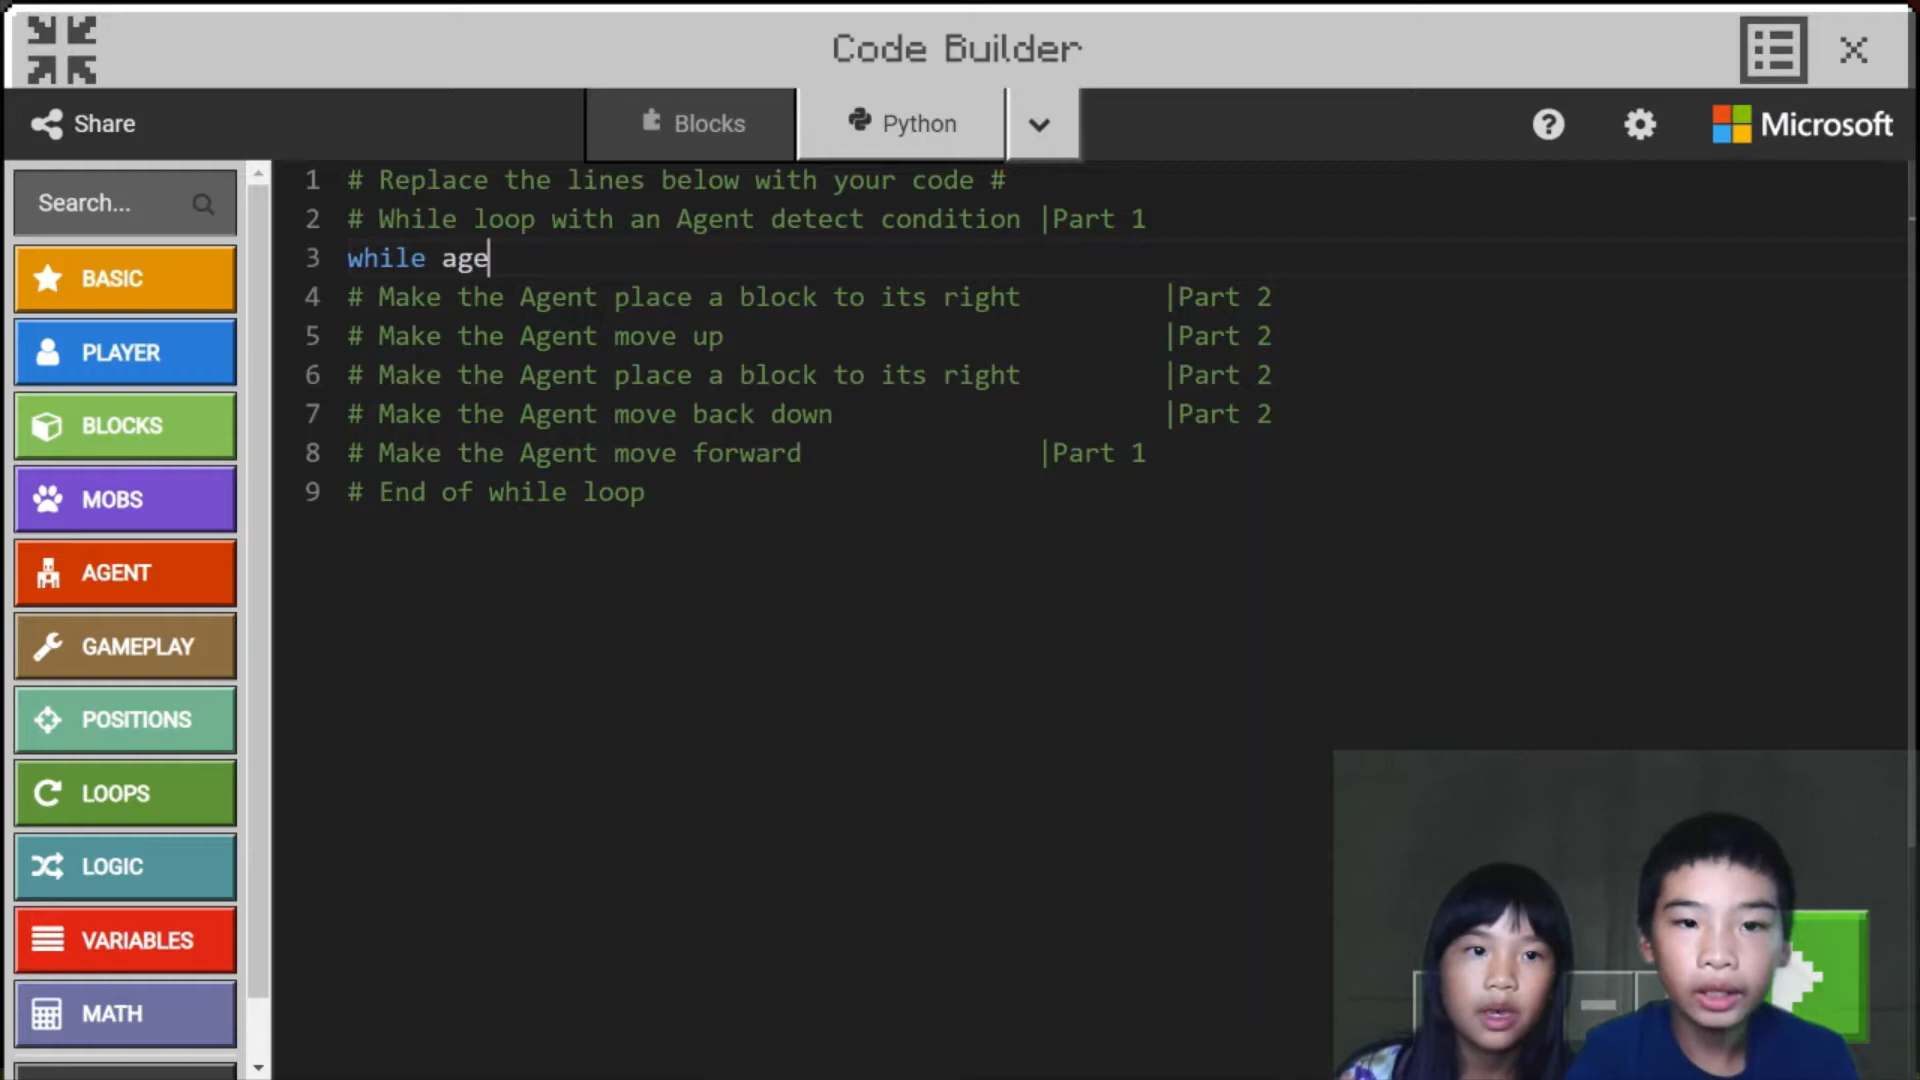 Code Builder
Share
Blocks
Python
Microsoft
Search...
BASIC
PLAYER
BLOCKS
MOBS
AGENT
GAMEPLAY
POSITIONS
LOOPS
LOGIC
VARIABLES
MATH
1 # Replace the lines below with your code #
2 # While loop with an Agent detect condition |Part 1
3 while age
4 # Make the Agent place a block to its right |Part 2
5 # Make the Agent move up |Part 2
6 # Make the Agent place a block to its right |Part 2
7 # Make the Agent move back down |Part 2
8 # Make the Agent move forward |Part 1
9 # End of while loop